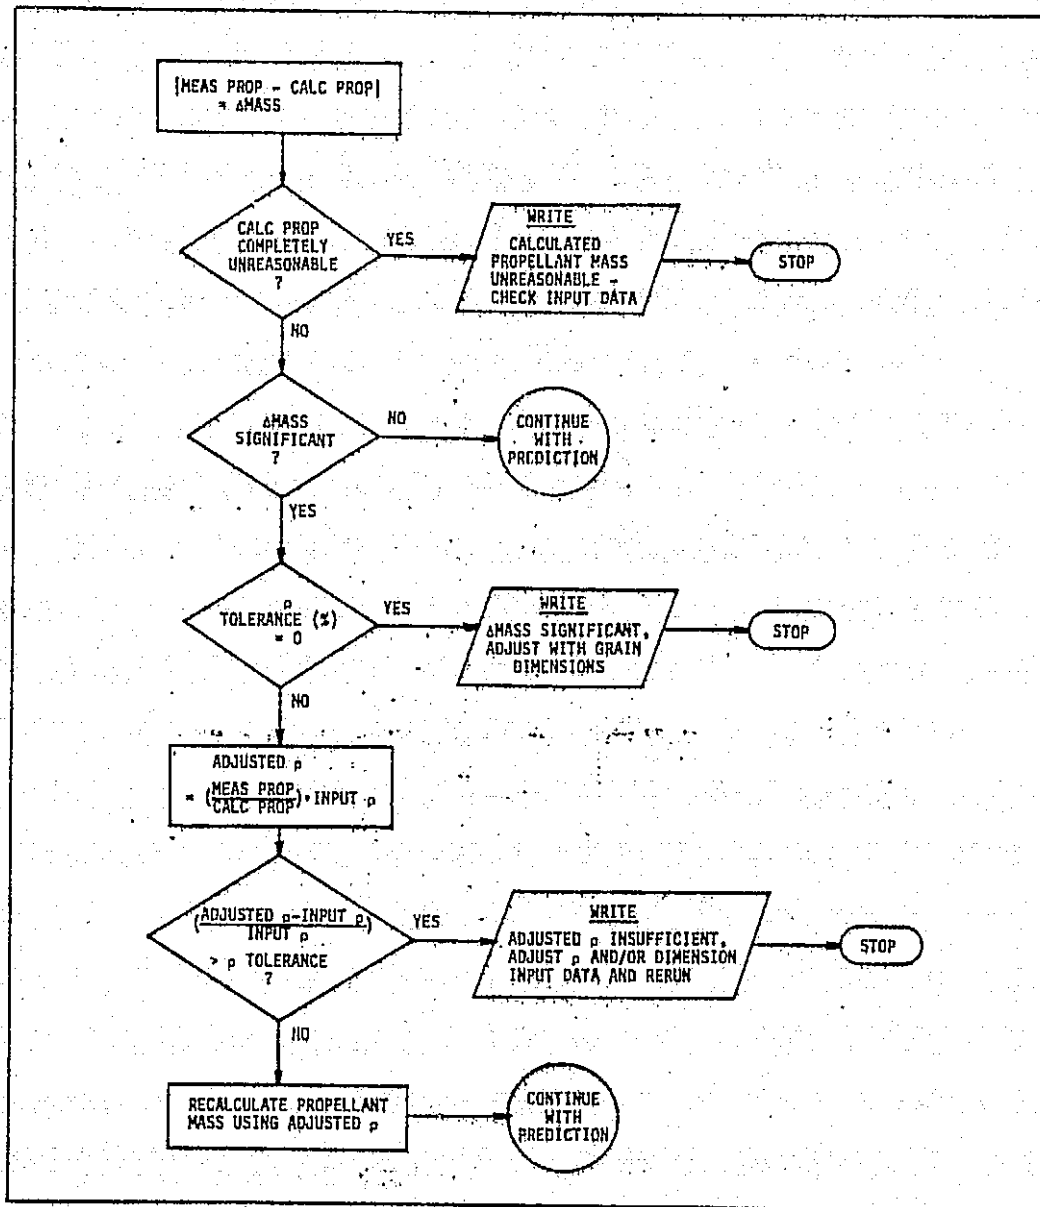 |MEAS PROP - CALC PROP|
= ΔMASS
CALC PROP
COMPLETELY
UNREASONABLE
?
YES
WRITE
CALCULATED
PROPELLANT MASS
UNREASONABLE -
CHECK INPUT DATA
STOP
NO
ΔMASS
SIGNIFICANT
?
NO
CONTINUE
WITH
PREDICTION
YES
ρ
TOLERANCE (%)
= 0
YES
WRITE
ΔMASS SIGNIFICANT,
ADJUST WITH GRAIN
DIMENSIONS
STOP
NO
ADJUSTED ρ
= (MEAS PROP/CALC PROP)·INPUT ρ
(ADJUSTED ρ-INPUT ρ/INPUT ρ)
> ρ TOLERANCE
?
YES
WRITE
ADJUSTED ρ INSUFFICIENT,
ADJUST ρ AND/OR DIMENSION
INPUT DATA AND RERUN
STOP
NO
RECALCULATE PROPELLANT
MASS USING ADJUSTED ρ
CONTINUE
WITH
PREDICTION